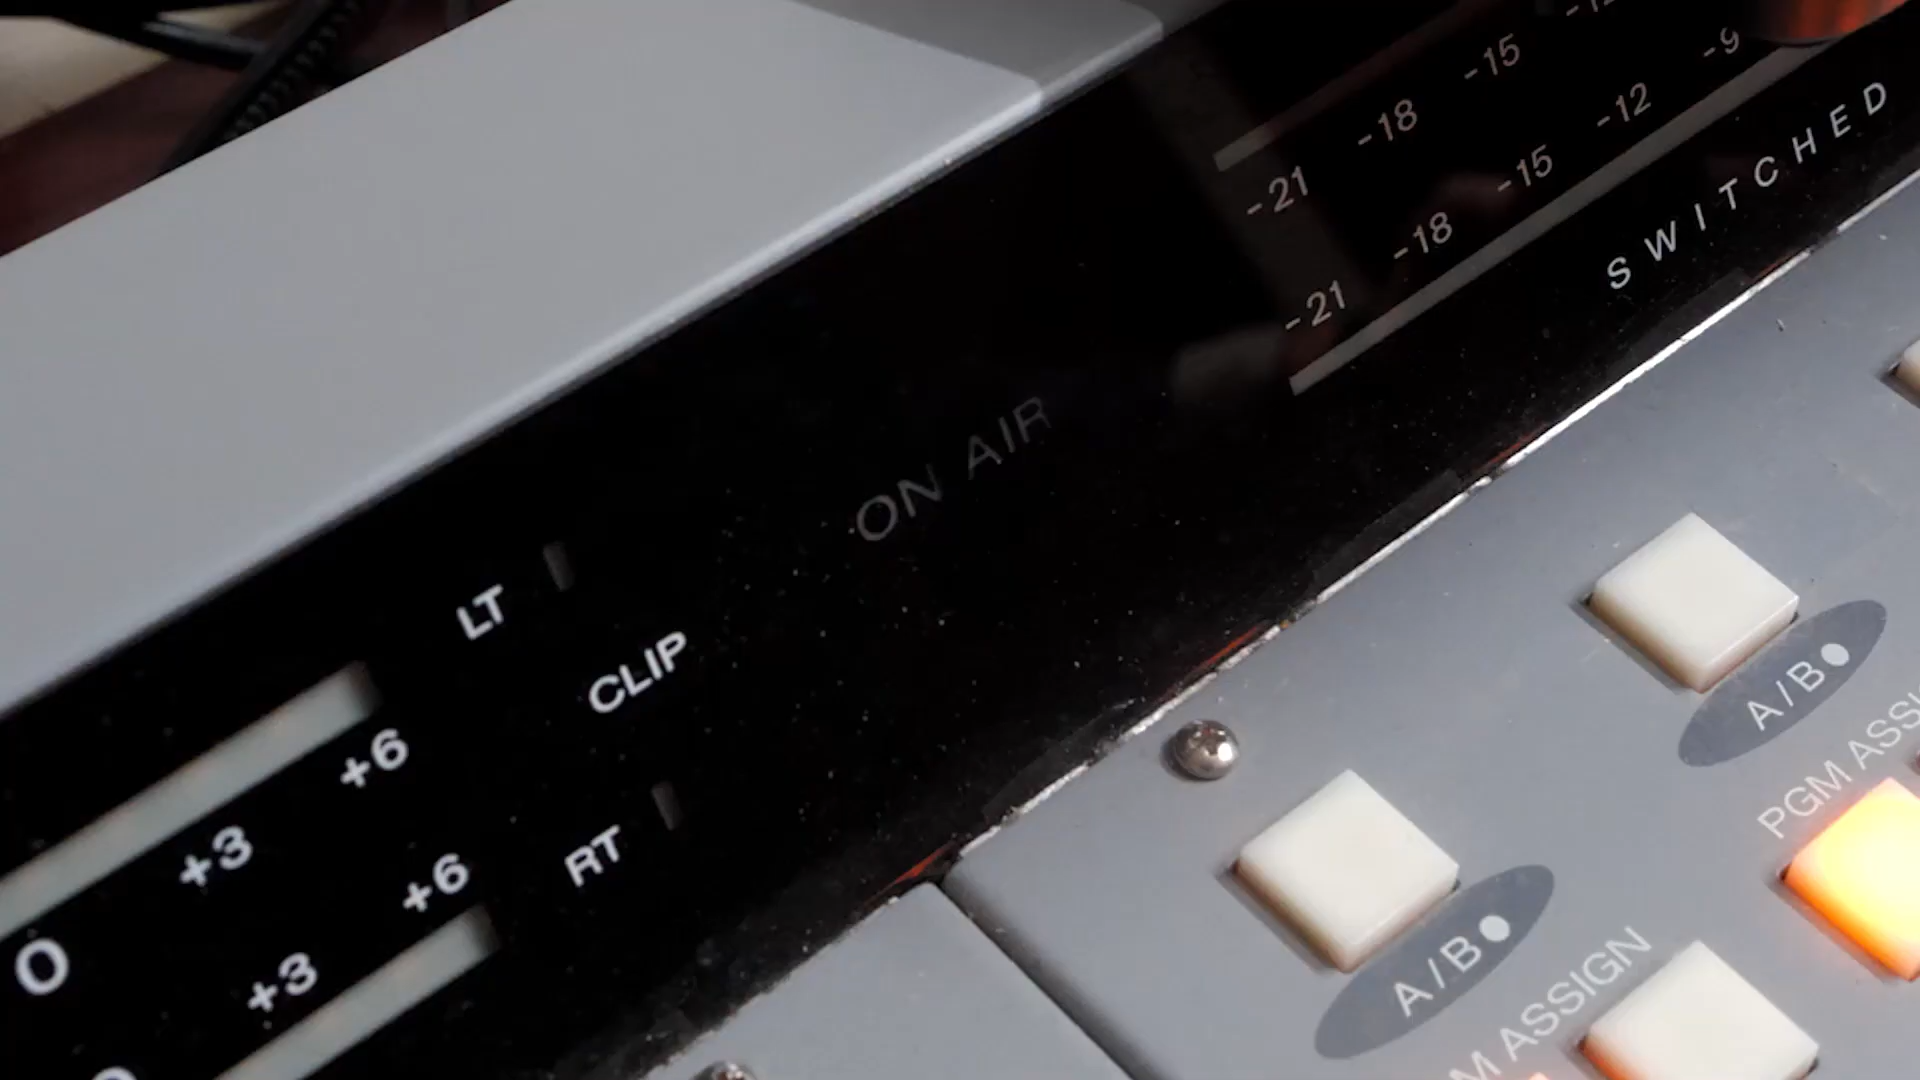 -21 -18 -15 -12
-21 -18 -15 -12 -9
SWITCHED
ON AIR
LT
CLIP
RT
0 +3 +6
+3 +6
A/B
PGM ASSI
A/B
M ASSIGN